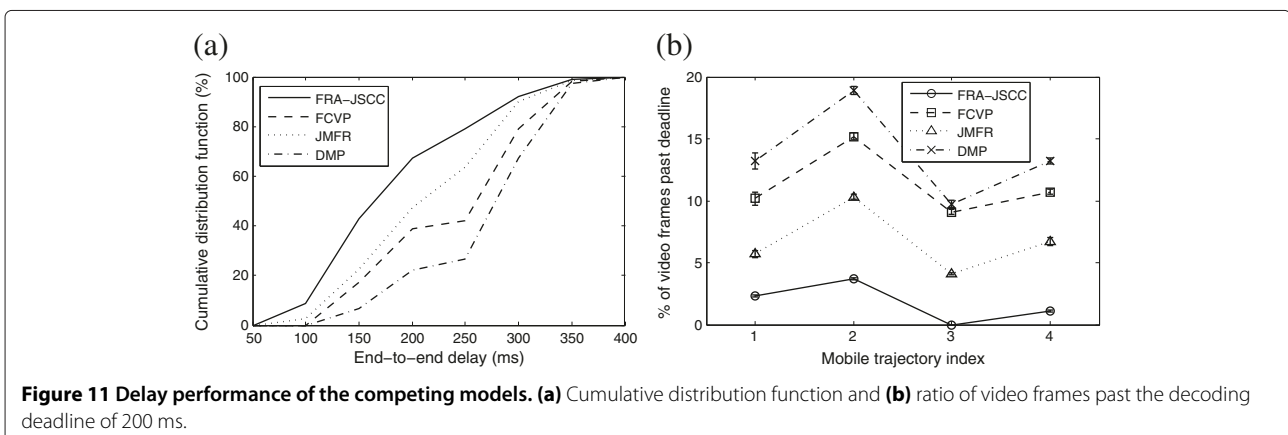 (a)
(b)
Cumulative distribution function (%)
100
80
60
40
20
0
FRA−JSCC
FCVP
JMFR
DMP
50 100 150 200 250 300 350 400
End−to−end delay (ms)
% of video frames past deadline
20
15
10
5
0
FRA−JSCC
FCVP
JMFR
DMP
1 2 3 4
Mobile trajectory index
Figure 11 Delay performance of the competing models. (a) Cumulative distribution function and (b) ratio of video frames past the decoding
deadline of 200 ms.